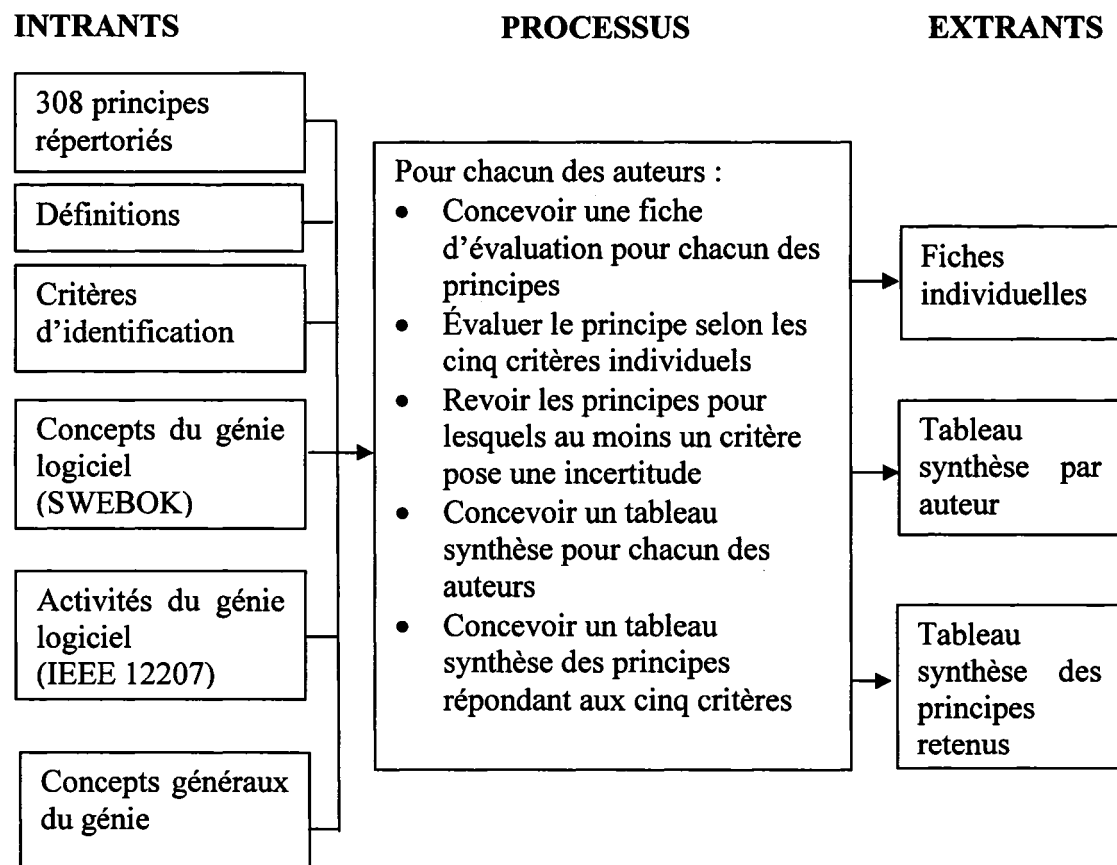 INTRANTS
PROCESSUS
EXTRANTS
308 principes
répertoriés
Définitions
Critères
d'identification
Concepts du génie
logiciel
(SWEBOK)
Activités du génie
logiciel
(IEEE 12207)
Concepts généraux
du génie
Pour chacun des auteurs :
• Concevoir une fiche
d'évaluation pour chacun des
principes
• Évaluer le principe selon les
cinq critères individuels
• Revoir les principes pour
lesquels au moins un critère
pose une incertitude
• Concevoir un tableau
synthèse pour chacun des
auteurs
• Concevoir un tableau
synthèse des principes
répondant aux cinq critères
Fiches
individuelles
Tableau
synthèse par
auteur
Tableau
synthèse des
principes
retenus